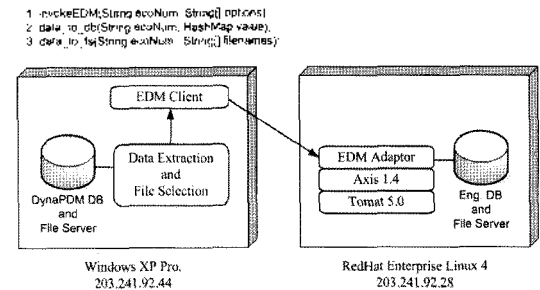 1 invokeEDM(String ecoNum, String[] options)
2 data_to_db(String ecoNum, HashMap value),
3 data_to_fs(String ecoNum, String[] filenames);
EDM Client
Data Extraction
and
File Selection
DynaPDM DB
and
File Server
EDM Adaptor
Axis 1.4
Tomat 5.0
Eng. DB
and
File Server
Windows XP Pro.
203.241.92.44
RedHat Enterprise Linux 4
203.241.92.28